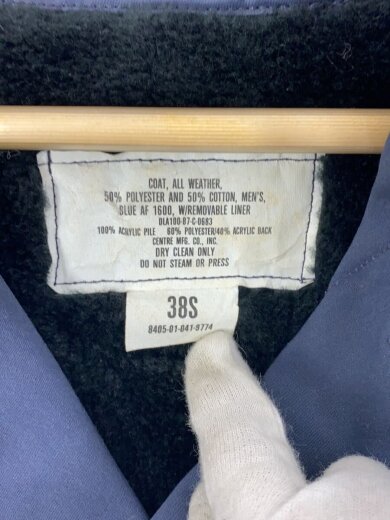 COAT, ALL WEATHER,
50% POLYESTER AND 50% COTTON, MEN'S,
BLUE AF 1600, W/REMOVABLE LINER
DLA100-87-C-0683
100% ACRYLIC PILE 60% POLYESTER/40% ACRYLIC BACK
CENTRE MFG. CO., INC.
DRY CLEAN ONLY
DO NOT STEAM OR PRESS
38S
8405-01-041-9774